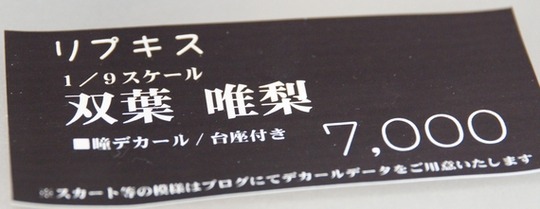 リプキス
1/9スケール
双葉 唯梨
■瞳デカール/台座付き 7,000
※スカート等の模様はブログにてデカールデータをご用意いたします